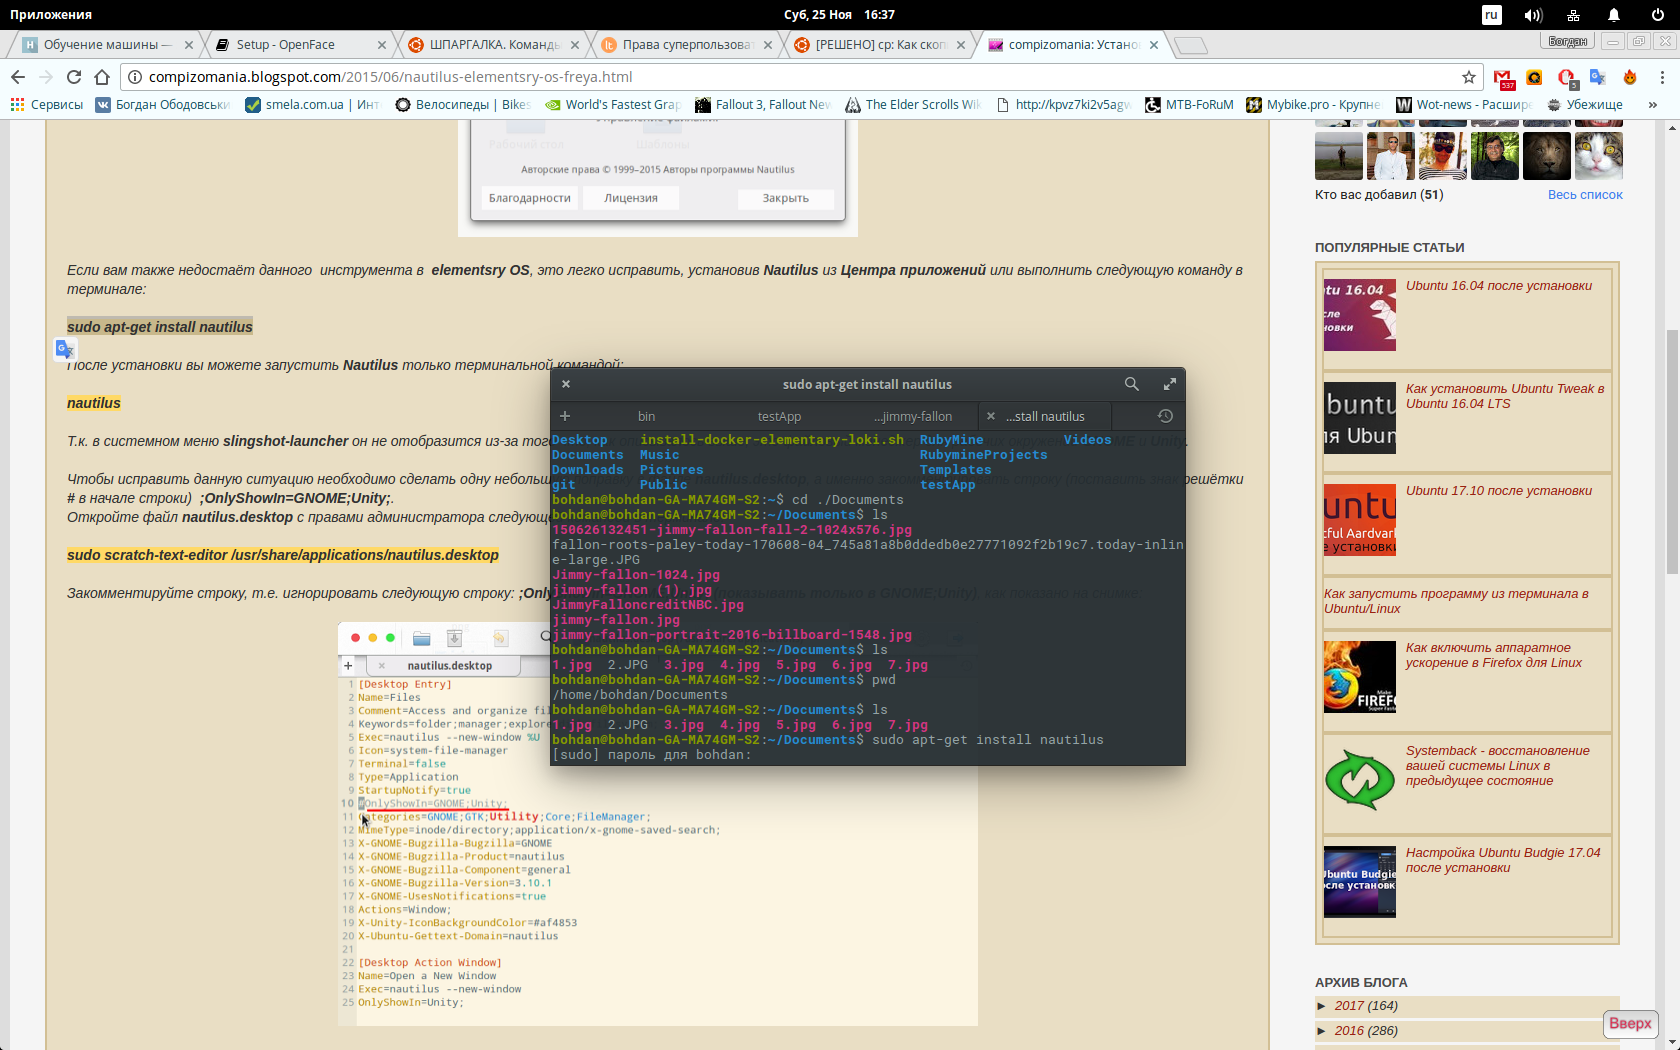 Приложения
Суб, 25 Ноя 16:37
ru
Обучение машины —
Setup - OpenFace
ШПАРГАЛКА. Команды
Права суперпользоват
[РЕШЕНО] cp: Как скоп
compizomania: Устано
Богдан
compizomania.blogspot.com/2015/06/nautilus-elementsry-os-freya.html
537
5
Сервисы
Богдан Ободовськи
smela.com.ua | Инт
Велосипеды | Bikes
World's Fastest Grap
Fallout 3, Fallout New
The Elder Scrolls Wik
http://kpvz7ki2v5agw
MTB-FoRuM
Mybike.pro - Крупне
Wot-news - Расшире
Убежище
»
Рабочий стол
Шаблоны
Авторские права © 1999–2015 Авторы программы Nautilus
Благодарности
Лицензия
Закрыть
Если вам также недостаёт данного инструмента в elementsry OS, это легко исправить, установив Nautilus из Центра приложений или выполнить следующую команду в
терминале:
sudo apt-get install nautilus
После установки вы можете запустить Nautilus только терминальной командой:
nautilus
Т.к. в системном меню slingshot-launcher он не отобразится из-за того
Чтобы исправить данную ситуацию необходимо сделать одну небольш
решётки
# в начале строки) ;OnlyShowIn=GNOME;Unity;.
Откройте файл nautilus.desktop с правами администратора следующе
sudo scratch-text-editor /usr/share/applications/nautilus.desktop
Закомментируйте строку, т.е. игнорировать следующую строку: ;Only
sudo apt-get install nautilus
bin
testApp
...jimmy-fallon
...stall nautilus
Desktop install-docker-elementary-loki.sh RubyMine Videos
Documents Music RubymineProjects
Downloads Pictures Templates
git Public testApp
bohdan@bohdan-GA-MA74GM-S2:~$ cd ./Documents
bohdan@bohdan-GA-MA74GM-S2:~/Documents$ ls
150626132451-jimmy-fallon-fall-2-1024x576.jpg
fallon-roots-paley-today-170608-04_745a81a8b0ddedb0e27771092f2b19c7.today-inlin
e-large.JPG
Jimmy-fallon-1024.jpg
jimmy-fallon (1).jpg
JimmyFalloncreditNBC.jpg
jimmy-fallon.jpg
jimmy-fallon-portrait-2016-billboard-1548.jpg
bohdan@bohdan-GA-MA74GM-S2:~/Documents$ ls
1.jpg 2.JPG 3.jpg 4.jpg 5.jpg 6.jpg 7.jpg
bohdan@bohdan-GA-MA74GM-S2:~/Documents$ pwd
/home/bohdan/Documents
bohdan@bohdan-GA-MA74GM-S2:~/Documents$ ls
1.jpg 2.JPG 3.jpg 4.jpg 5.jpg 6.jpg 7.jpg
bohdan@bohdan-GA-MA74GM-S2:~/Documents$ sudo apt-get install nautilus
[sudo] пароль для bohdan:
nautilus.desktop
1 [Desktop Entry]
2 Name=Files
3 Comment=Access and organize fil
4 Keywords=folder;manager;explore
5 Exec=nautilus --new-window %U
6 Icon=system-file-manager
7 Terminal=false
8 Type=Application
9 StartupNotify=true
10 #OnlyShowIn=GNOME;Unity;
11 Categories=GNOME;GTK;Utility;Core;FileManager;
12 MimeType=inode/directory;application/x-gnome-saved-search;
13 X-GNOME-Bugzilla-Bugzilla=GNOME
14 X-GNOME-Bugzilla-Product=nautilus
15 X-GNOME-Bugzilla-Component=general
16 X-GNOME-Bugzilla-Version=3.10.1
17 X-GNOME-UsesNotifications=true
18 Actions=Window;
19 X-Unity-IconBackgroundColor=#af4853
20 X-Ubuntu-Gettext-Domain=nautilus
21
22 [Desktop Action Window]
23 Name=Open a New Window
24 Exec=nautilus --new-window
25 OnlyShowIn=Unity;
Кто вас добавил (51)
Весь список
ПОПУЛЯРНЫЕ СТАТЬИ
Ubuntu 16.04 после установки
Как установить Ubuntu Tweak в
Ubuntu 16.04 LTS
Ubuntu 17.10 после установки
Как запустить программу из терминала в
Ubuntu/Linux
Как включить аппаратное
ускорение в Firefox для Linux
Systemback - восстановление
вашей системы Linux в
предыдущее состояние
Настройка Ubuntu Budgie 17.04
после установки
АРХИВ БЛОГА
► 2017 (164)
► 2016 (286)
Вверх